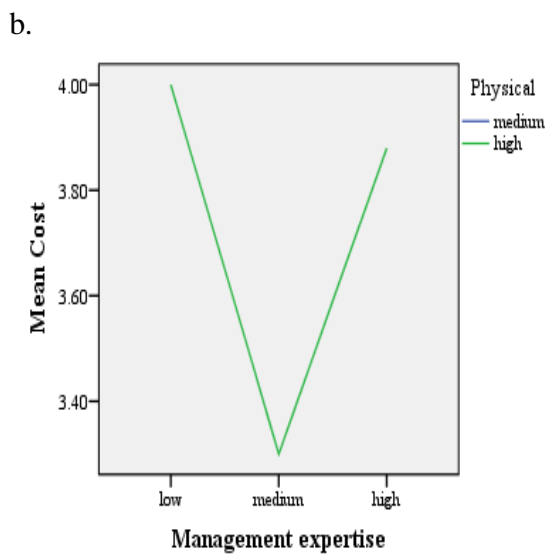 b.
Physical
medium
high
4.00
3.80
3.60
3.40
Mean Cost
low medium high
Management expertise